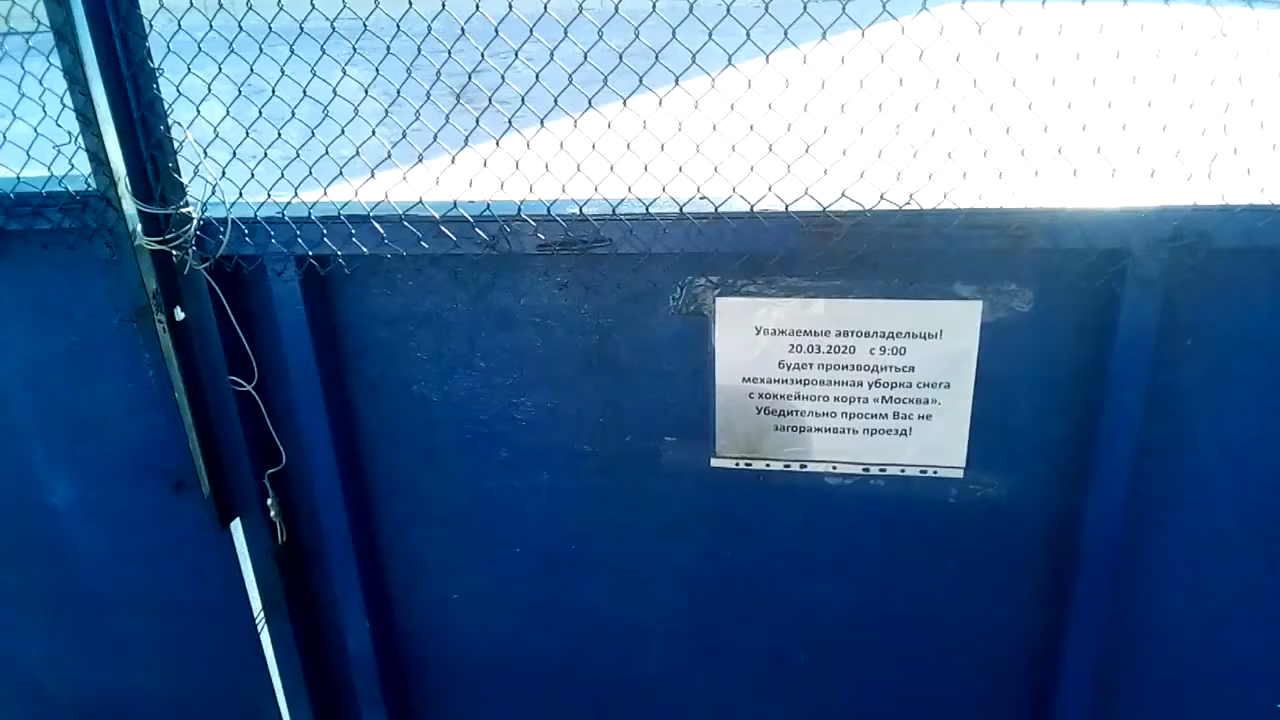 Уважаемые автовладельцы!
20.03.2020 с 9:00
будет производиться
механизированная уборка снега
с хоккейного корта «Москва».
Убедительно просим Вас не
загораживать проезд!